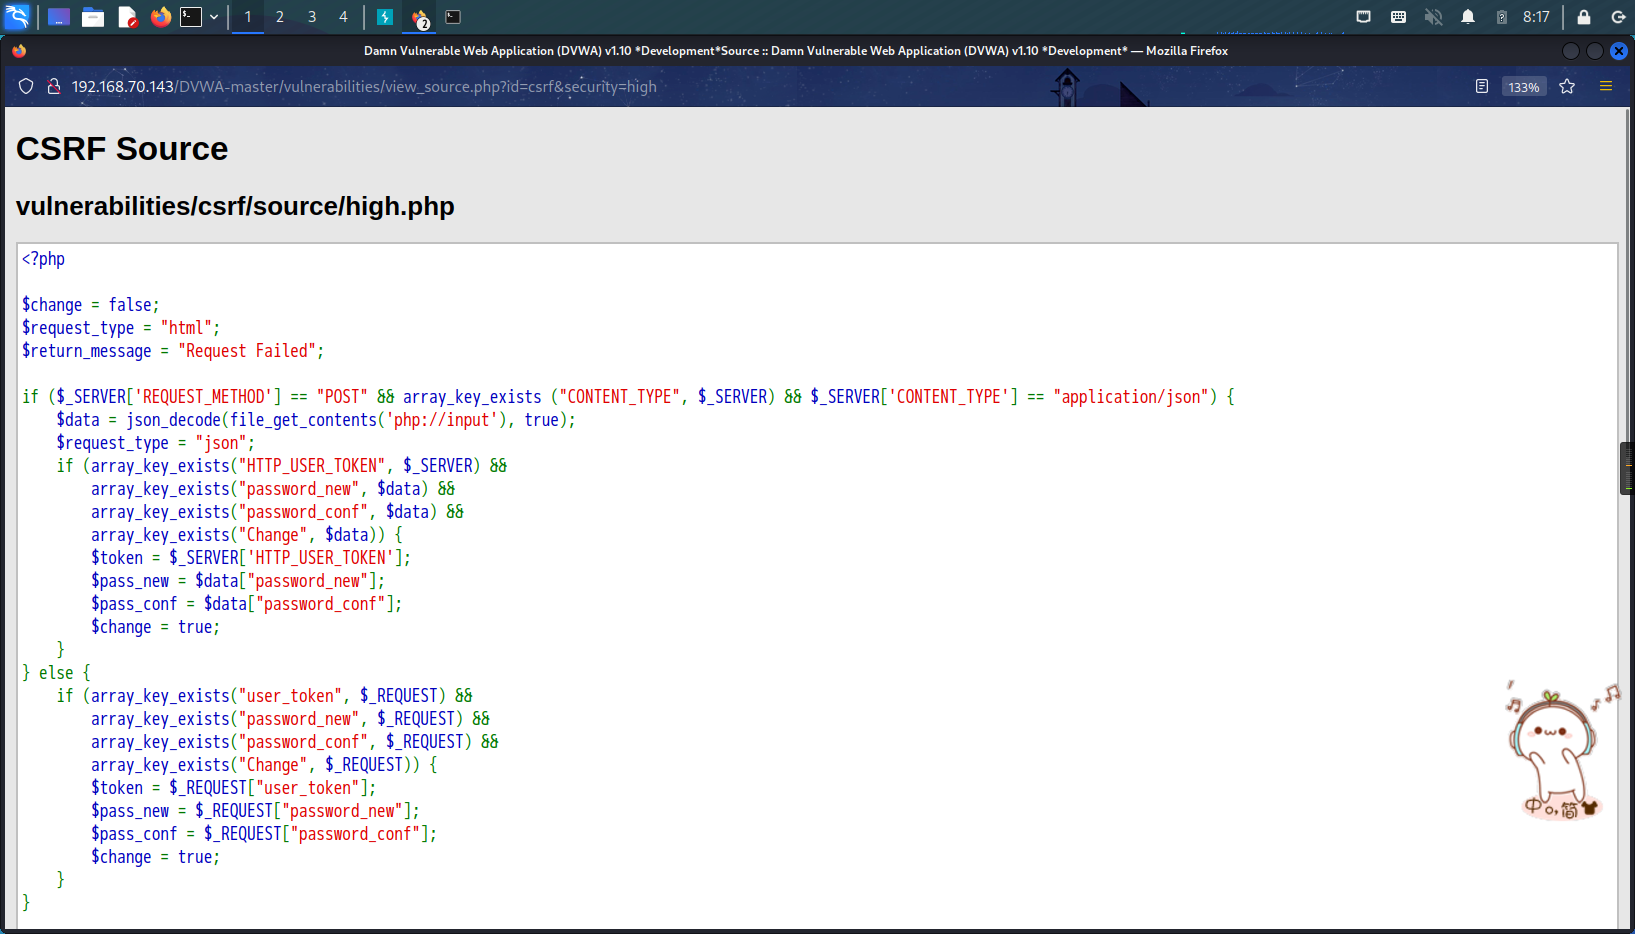 1 2 3 4 2 8:17
Damn Vulnerable Web Application (DVWA) v1.10 *Development*Source :: Damn Vulnerable Web Application (DVWA) v1.10 *Development* — Mozilla Firefox
192.168.70.143/DVWA-master/vulnerabilities/view_source.php?id=csrf&security=high 133%
CSRF Source
vulnerabilities/csrf/source/high.php
<?php
$change = false;
$request_type = "html";
$return_message = "Request Failed";
if ($_SERVER['REQUEST_METHOD'] == "POST" && array_key_exists ("CONTENT_TYPE", $_SERVER) && $_SERVER['CONTENT_TYPE'] == "application/json") {
    $data = json_decode(file_get_contents('php://input'), true);
    $request_type = "json";
    if (array_key_exists("HTTP_USER_TOKEN", $_SERVER) &&
        array_key_exists("password_new", $data) &&
        array_key_exists("password_conf", $data) &&
        array_key_exists("Change", $data)) {
        $token = $_SERVER['HTTP_USER_TOKEN'];
        $pass_new = $data["password_new"];
        $pass_conf = $data["password_conf"];
        $change = true;
    }
} else {
    if (array_key_exists("user_token", $_REQUEST) &&
        array_key_exists("password_new", $_REQUEST) &&
        array_key_exists("password_conf", $_REQUEST) &&
        array_key_exists("Change", $_REQUEST)) {
        $token = $_REQUEST["user_token"];
        $pass_new = $_REQUEST["password_new"];
        $pass_conf = $_REQUEST["password_conf"];
        $change = true;
    }
}
中 简